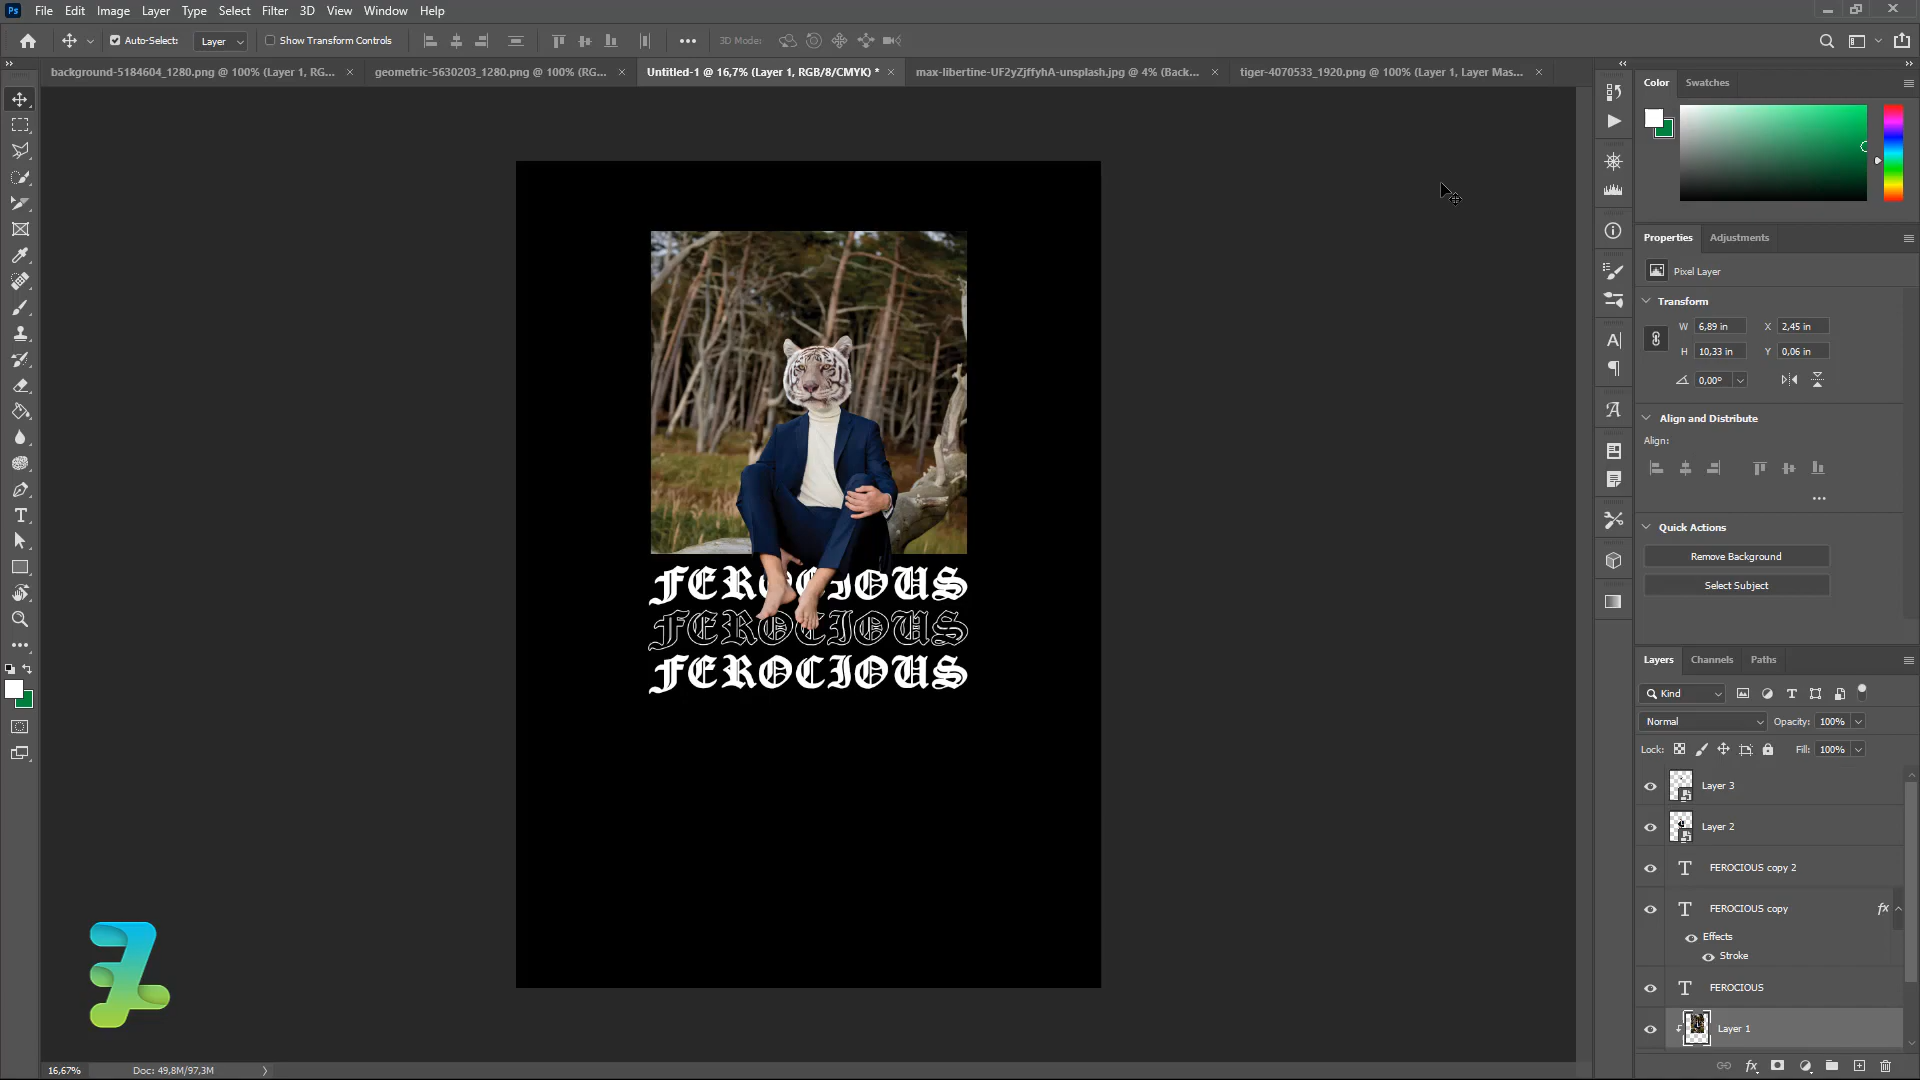 File Edit Image Layer Type Select Filter 3D View Window Help
Auto-Select: Layer Show Transform Controls 3D Mode:
background-5184604_1280.png @ 100% (Layer 1, RG... geometric-5630203_1280.png @ 100% (RG... Untitled-1 @ 16,7% (Layer 1, RGB/8/CMYK) * max-libertine-UF2yZjffyhA-unsplash.jpg @ 4% (Back... tiger-4070533_1920.png @ 100% (Layer 1, Layer Mas...
Color Swatches
Properties Adjustments
Pixel Layer
Transform
W 6,89 in X 2,45 in
H 10,33 in Y 0,06 in
0,00°
Align and Distribute
Align:
Quick Actions
Remove Background
Select Subject
FEROCIOUS
FEROCIOUS
FEROCIOUS
Layers Channels Paths
Kind
Normal Opacity: 100%
Lock: Fill: 100%
Layer 3
Layer 2
FEROCIOUS copy 2
FEROCIOUS copy fx
Effects
Stroke
FEROCIOUS
Layer 1
16,67% Doc: 49,8M/97,3M